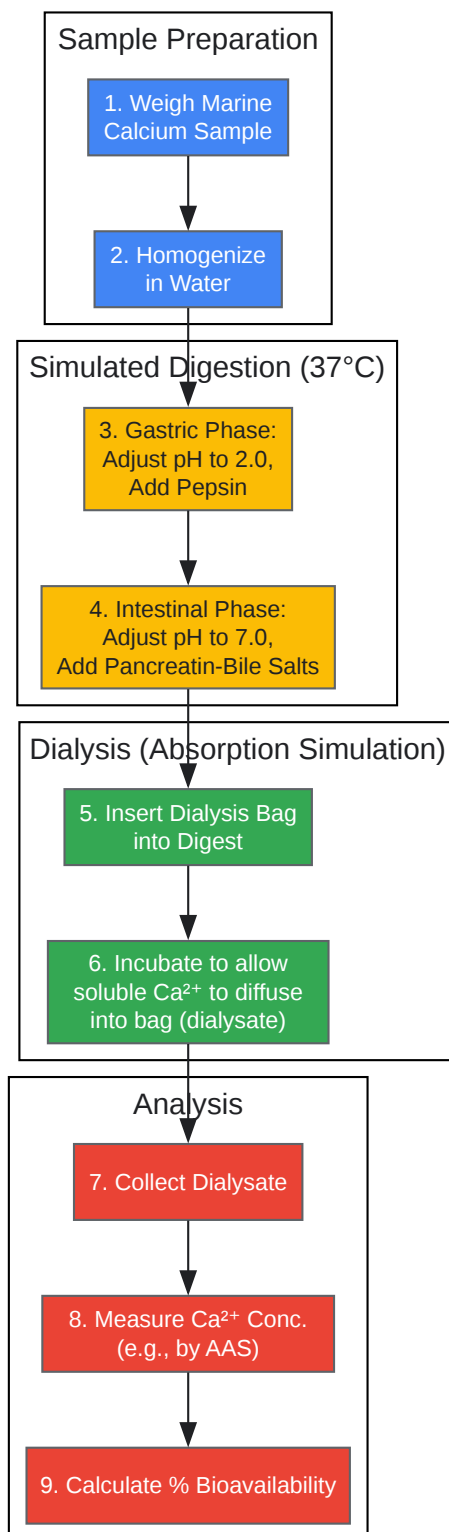 Sample Preparation
1. Weigh Marine
Calcium Sample
2. Homogenize
in Water
Simulated Digestion (37°C)
3. Gastric Phase:
Adjust pH to 2.0,
Add Pepsin
4. Intestinal Phase:
Adjust pH to 7.0,
Add Pancreatin-Bile Salts
Dialysis (Absorption Simulation)
5. Insert Dialysis Bag
into Digest
6. Incubate to allow
soluble Ca²⁺ to diffuse
into bag (dialysate)
Analysis
7. Collect Dialysate
8. Measure Ca²⁺ Conc.
(e.g., by AAS)
9. Calculate % Bioavailability